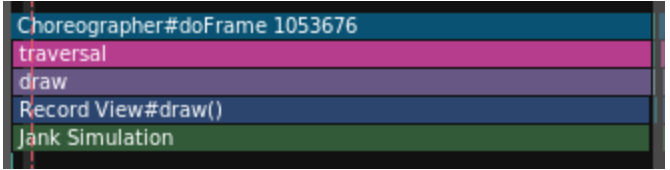 Choreographer#doFrame 1053676
traversal
draw
Record View#draw()
Jank Simulation